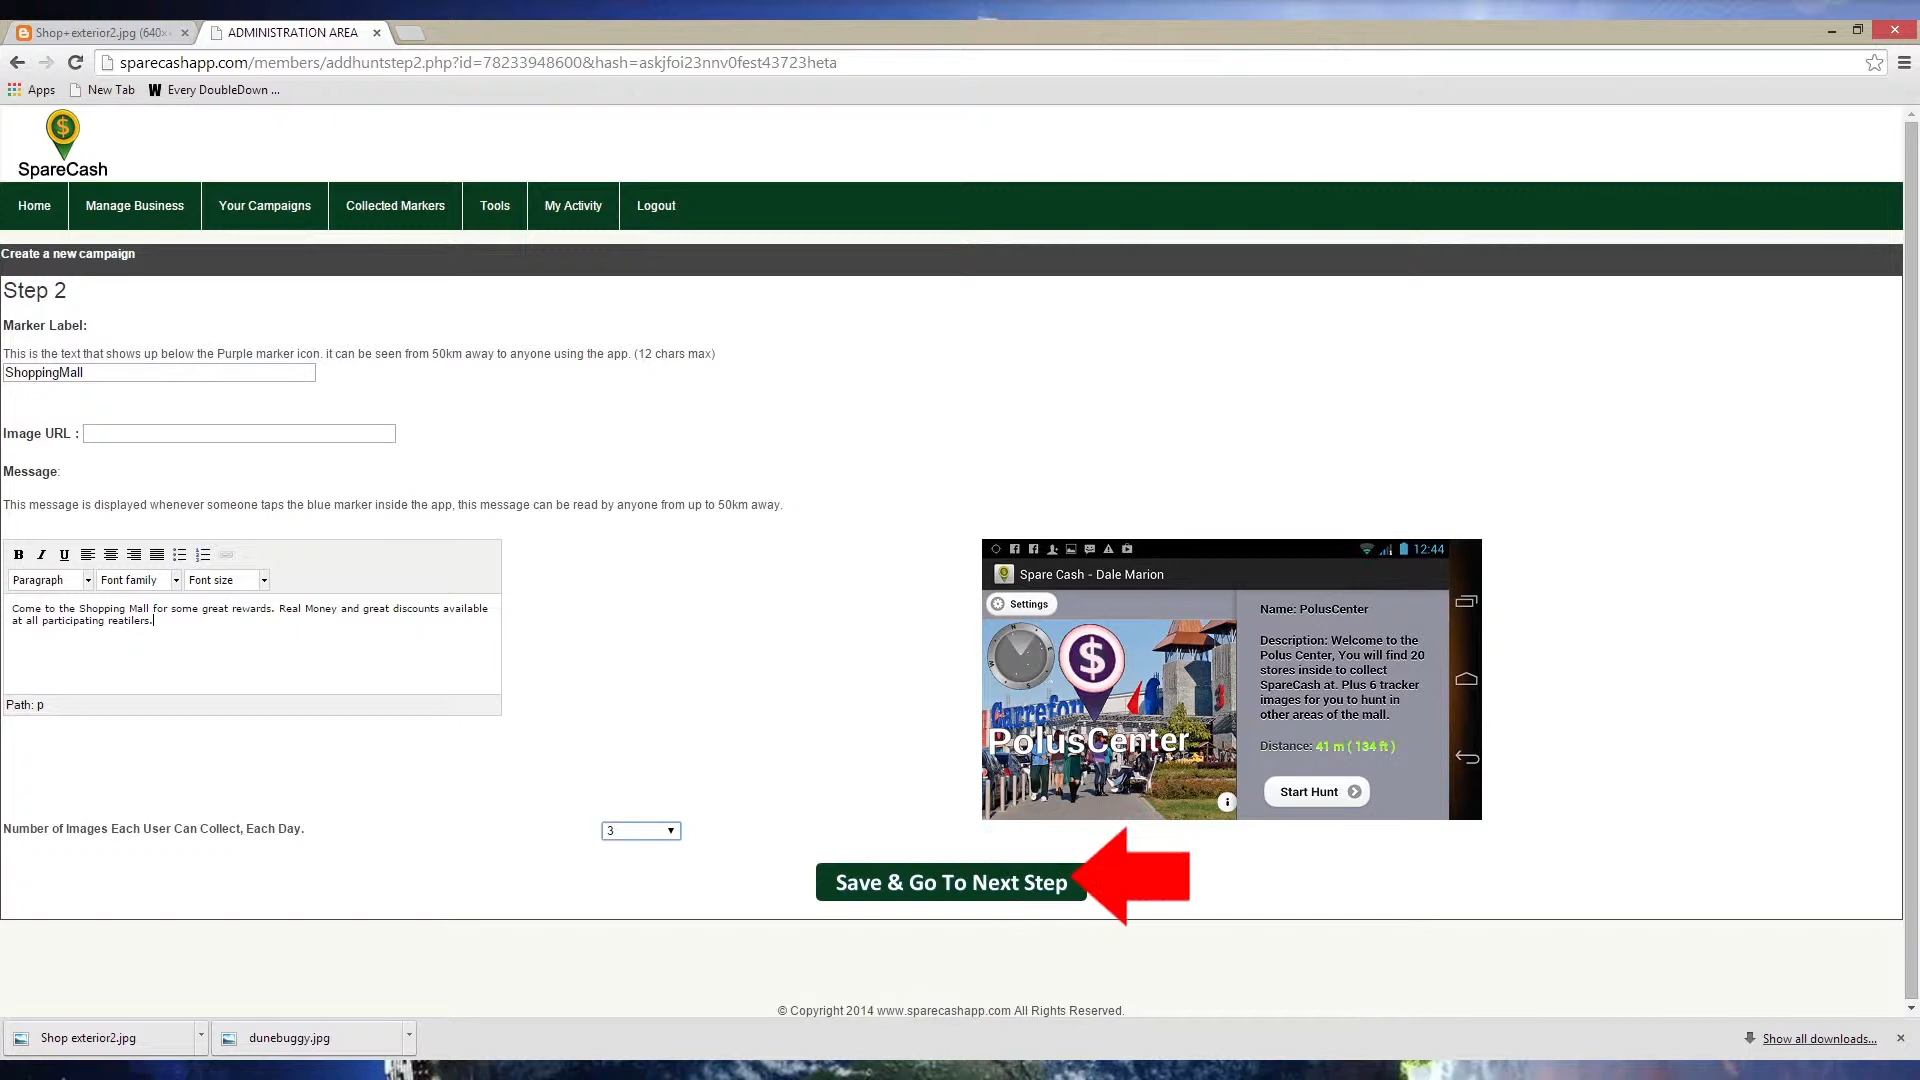 Shop+exterior2.jpg (640×
ADMINISTRATION AREA
sparecashapp.com/members/addhuntstep2.php?id=78233948600&hash=askjfoi23nnv0fest43723heta
Apps New Tab W Every DoubleDown ...
$
SpareCash
Home Manage Business Your Campaigns Collected Markers Tools My Activity Logout
Create a new campaign
Step 2
Marker Label:
This is the text that shows up below the Purple marker icon. it can be seen from 50km away to anyone using the app. (12 chars max)
ShoppingMall
Image URL :
Message:
This message is displayed whenever someone taps the blue marker inside the app, this message can be read by anyone from up to 50km away.
B I U
Paragraph Font family Font size
Come to the Shopping Mall for some great rewards. Real Money and great discounts available
at all participating reatilers.
Path: p
12:44
Spare Cash - Dale Marion
Settings
$
Carrefour
PolusCenter
Name: PolusCenter
Description: Welcome to the
Polus Center, You will find 20
stores inside to collect
SpareCash at. Plus 6 tracker
images for you to hunt in
other areas of the mall.
Distance: 41 m ( 134 ft )
Start Hunt
Number of Images Each User Can Collect, Each Day.
3
Save & Go To Next Step
© Copyright 2014 www.sparecashapp.com All Rights Reserved.
Shop exterior2.jpg
dunebuggy.jpg
Show all downloads...